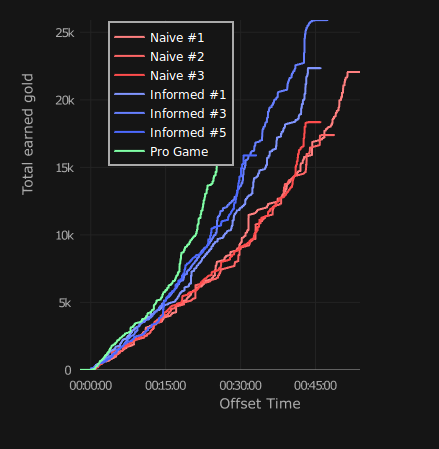 25k
20k
15k
10k
5k
0
Total earned gold
Naive #1
Naive #2
Naive #3
Informed #1
Informed #3
Informed #5
Pro Game
00:00:00 00:15:00 00:30:00 00:45:00
Offset Time